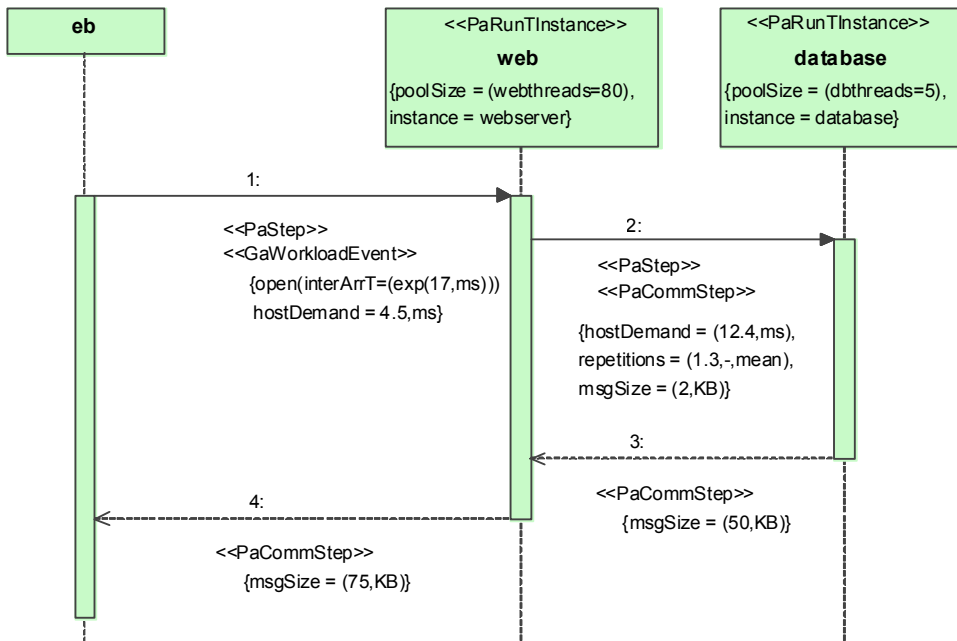 eb
<<PaRunTInstance>>
web
{poolSize = (webthreads=80),
instance = webserver}
<<PaRunTInstance>>
database
{poolSize = (dbthreads=5),
instance = database}
1:
<<PaStep>>
<<GaWorkloadEvent>>
{open(interArrT=(exp(17,ms)))
hostDemand = 4.5,ms}
2:
<<PaStep>>
<<PaCommStep>>
{hostDemand = (12.4,ms),
repetitions = (1.3,-,mean),
msgSize = (2,KB)}
3:
<<PaCommStep>>
{msgSize = (50,KB)}
4:
<<PaCommStep>>
{msgSize = (75,KB)}